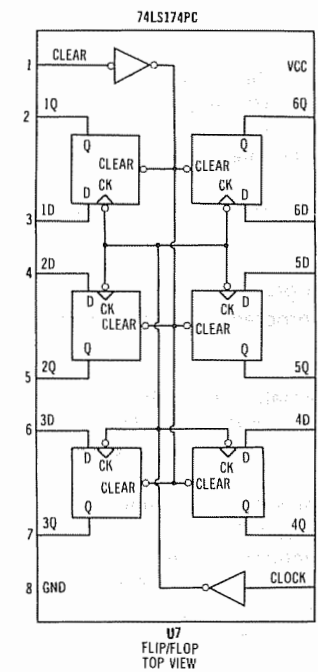 74LS174PC
1 CLEAR VCC
2 1Q 6Q
Q Q
CLEAR CLEAR
D CK CK D
3 1D 6D
4 2D 5D
D CK CK D
CLEAR CLEAR
Q Q
5 2Q 5Q
6 3D 4D
D CK CK D
CLEAR CLEAR
Q Q
7 3Q 4Q
8 GND CLOCK
U7
FLIP/FLOP
TOP VIEW